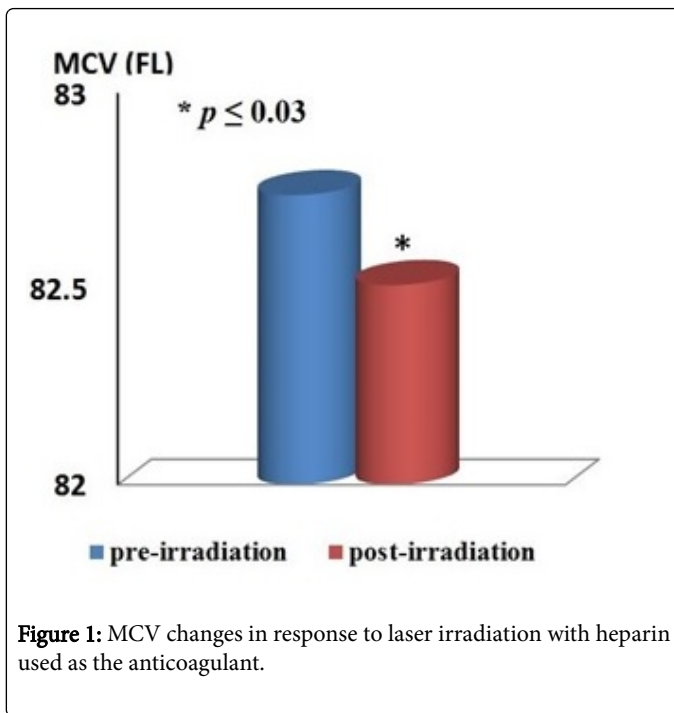 MCV (FL)
83
* p ≤ 0.03
*
82.5
82
pre-irradiation post-irradiation
Figure 1: MCV changes in response to laser irradiation with heparin
used as the anticoagulant.